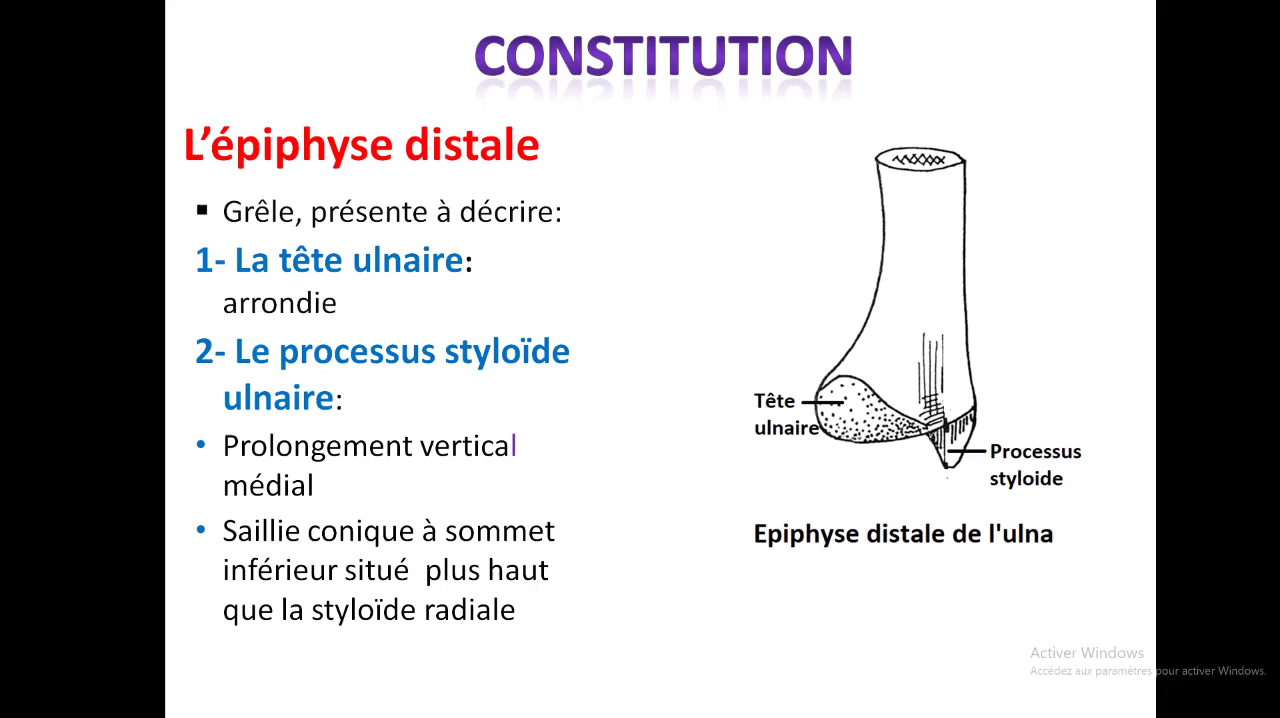 CONSTITUTION
L’épiphyse distale
▪ Grêle, présente à décrire:
1- La tête ulnaire:
arrondie
2- Le processus styloïde
ulnaire:
• Prolongement vertical
médial
• Saillie conique à sommet
inférieur situé plus haut
que la styloïde radiale
Tête
ulnaire
Processus
styloide
Epiphyse distale de l'ulna
Activer Windows
Accédez aux paramètres pour activer Windows.